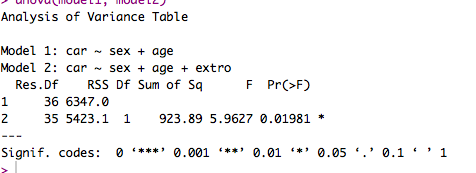 > anova(model1, model2)
Analysis of Variance Table

Model 1: car ~ sex + age
Model 2: car ~ sex + age + extro
  Res.Df    RSS Df Sum of Sq      F  Pr(>F)
1     36 6347.0
2     35 5423.1  1    923.89 5.9627 0.01981 *
---
Signif. codes:  0 ‘***’ 0.001 ‘**’ 0.01 ‘*’ 0.05 ‘.’ 0.1 ‘ ’ 1
>